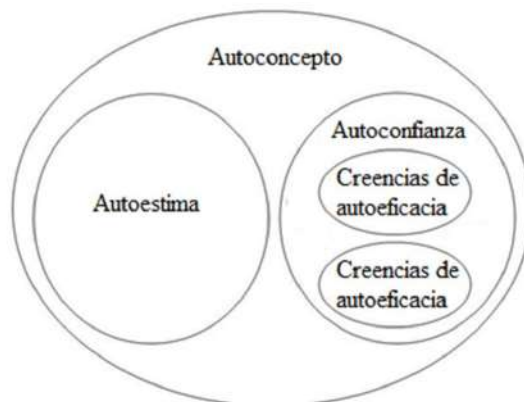 Autoconcepto
Autoestima
Autoconfianza
Creencias de
autoeficacia
Creencias de
autoeficacia